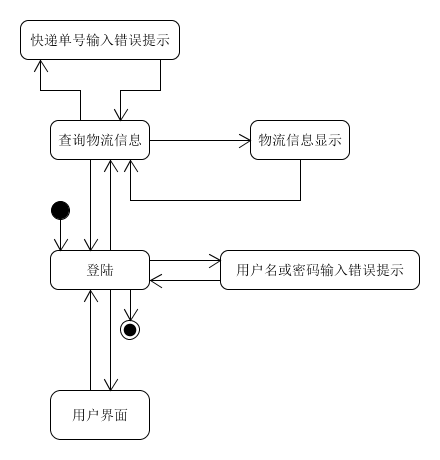 快递单号输入错误提示
查询物流信息
物流信息显示
登陆
用户名或密码输入错误提示
用户界面